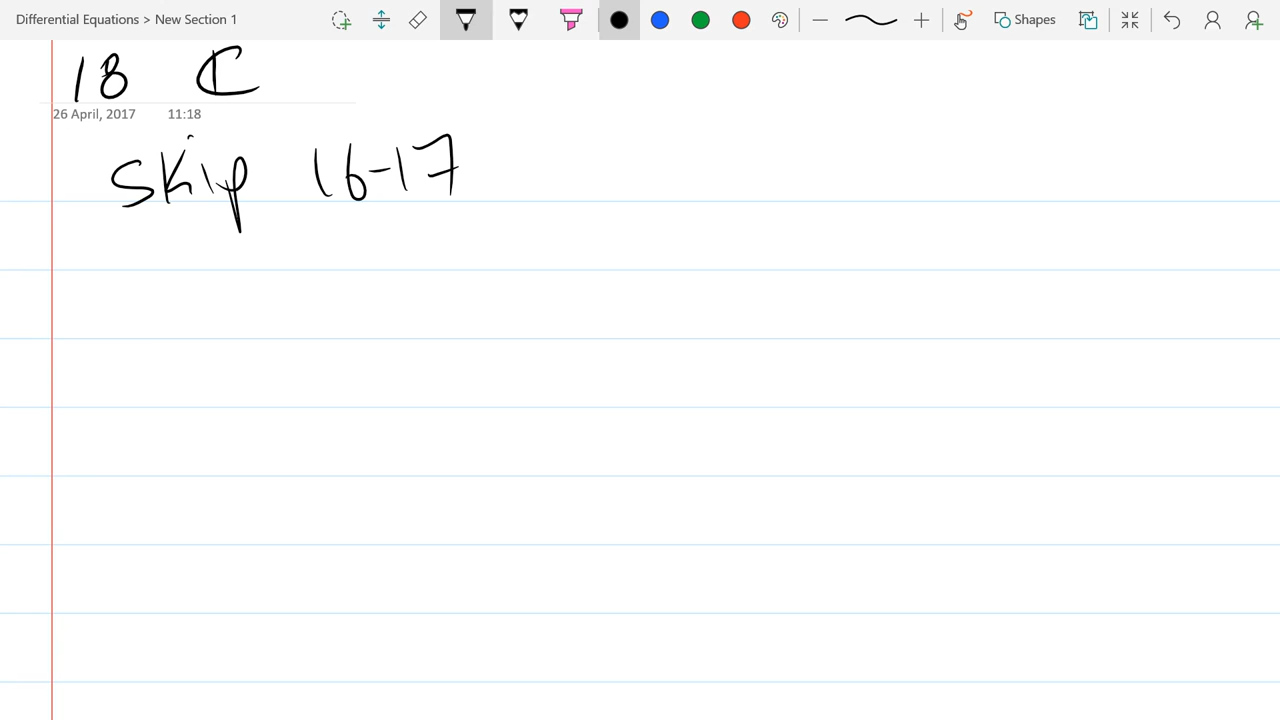 Differential Equations > New Section 1
Shapes
18 ℂ
26 April, 2017 11:18
Skip 16-17